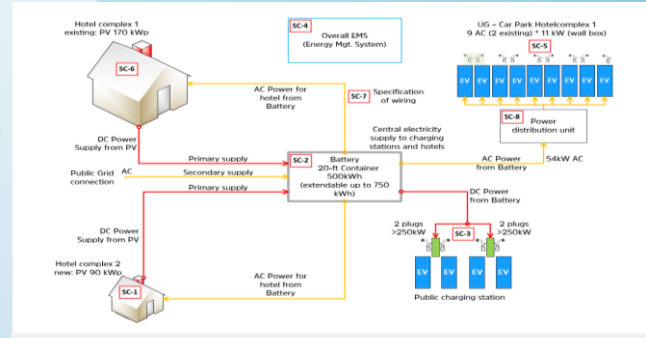 Hotel complex 1
existing: PV 170 kWp
SC-6
SC-4
Overall EMS
(Energy Mgt. System)
UG - Car Park Hotelcomplex 1
9 AC (2 existing) * 11 kW (wall box)
SC-5
EV EV EV EV EV EV EV EV EV
AC Power for
hotel from
Battery
SC-7
Specification
of wiring
SC-8
Power
distribution unit
DC Power
Supply from PV
Central electricity
supply to charging
stations and hotels
Primary supply
Public Grid
connection
AC
Secondary supply
Primary supply
SC-2
Battery
20-ft Container
500kWh
(extendable up to 750
kWh)
AC Power
from Battery
54kW AC
DC Power
from Battery
DC Power
Supply from PV
2 plugs
>250kW
SC-3
2 plugs
>250kW
Hotel complex 2
new: PV 90 kWp
SC-1
AC Power for
hotel from
Battery
EV EV EV EV
Public charging station